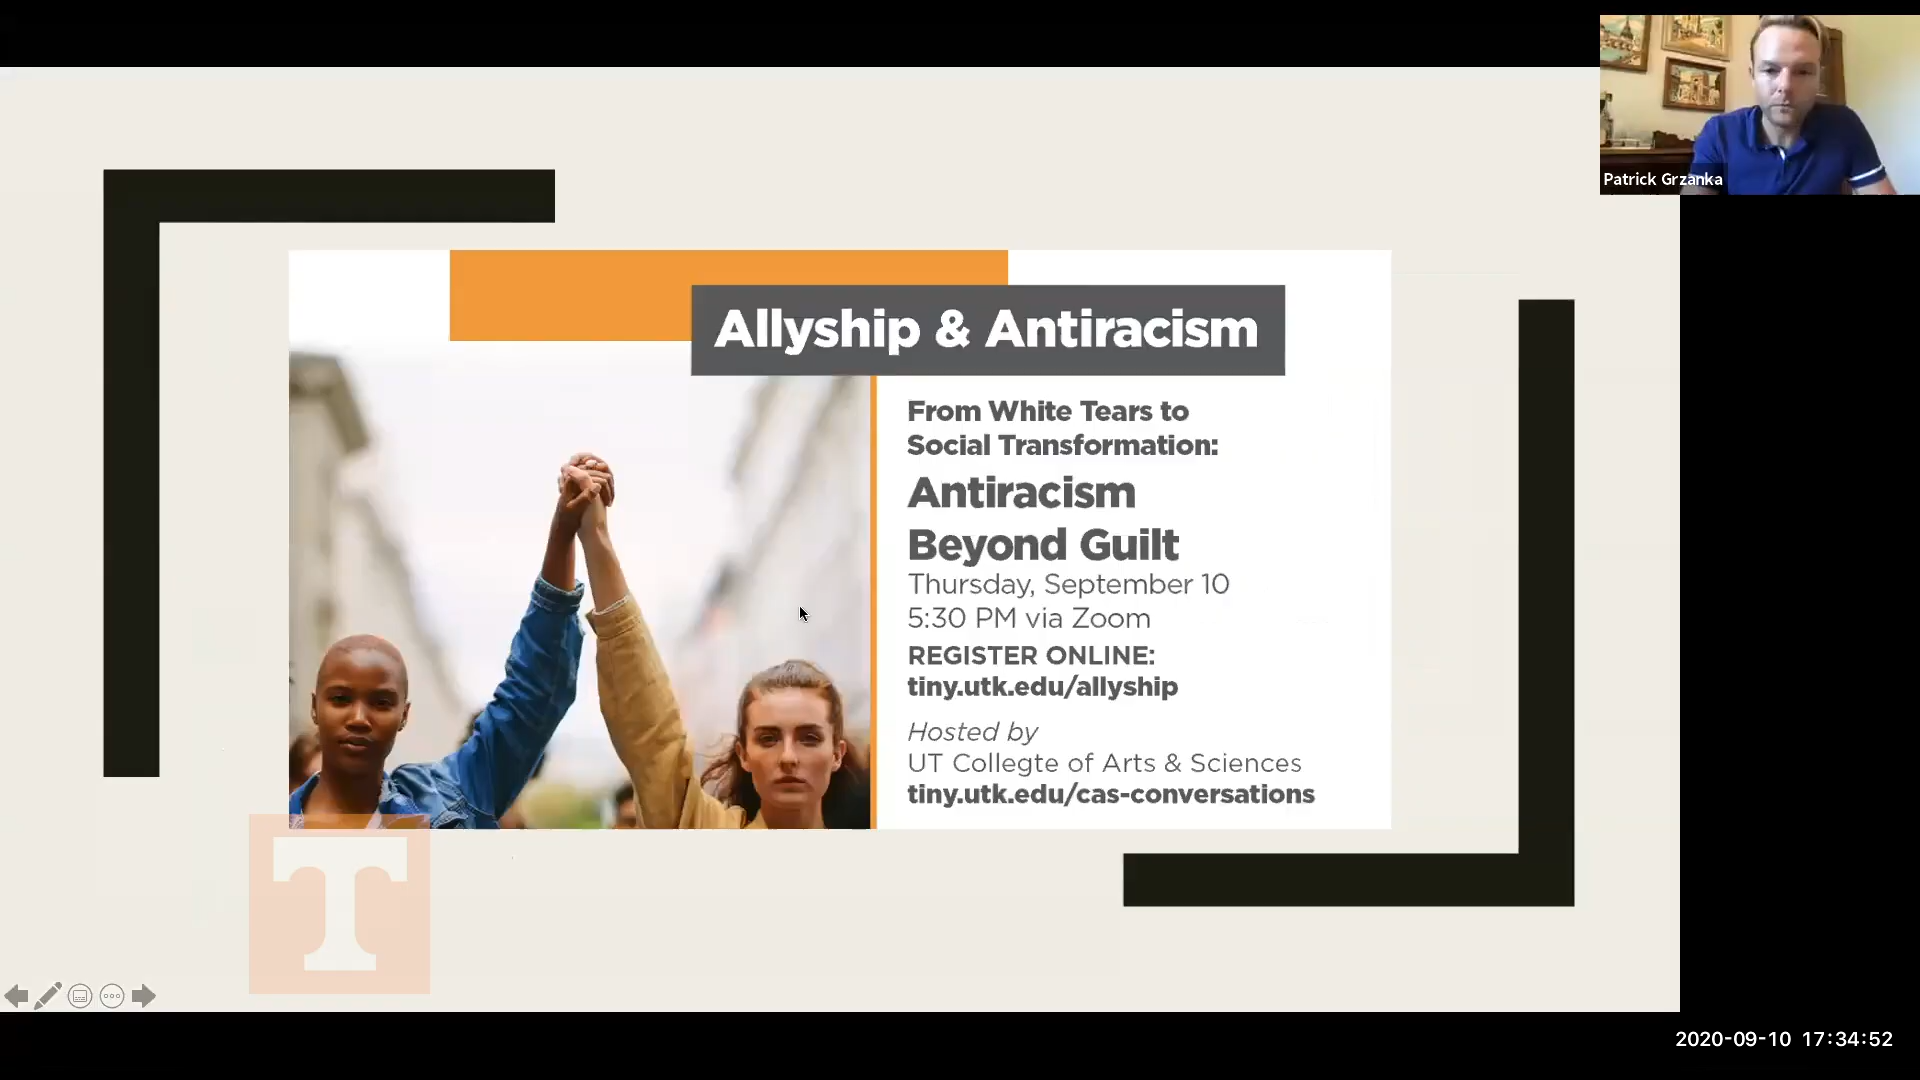 Patrick Grzanka
Allyship & Antiracism
From White Tears to
Social Transformation:
Antiracism
Beyond Guilt
Thursday, September 10
5:30 PM via Zoom
REGISTER ONLINE:
tiny.utk.edu/allyship
Hosted by
UT Collegte of Arts & Sciences
tiny.utk.edu/cas-conversations
T
2020-09-10 17:34:52